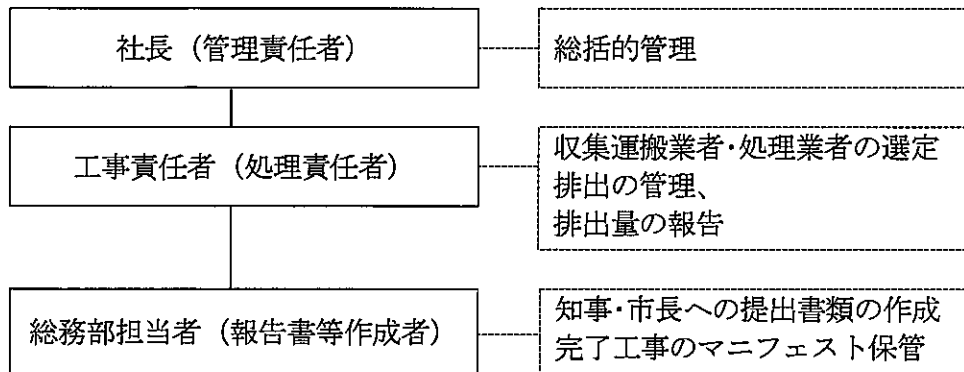 社長（管理責任者）
総括的管理
工事責任者（処理責任者）
収集運搬業者・処理業者の選定
排出の管理、
排出量の報告
総務部担当者（報告書等作成者）
知事・市長への提出書類の作成
完了工事のマニフェスト保管